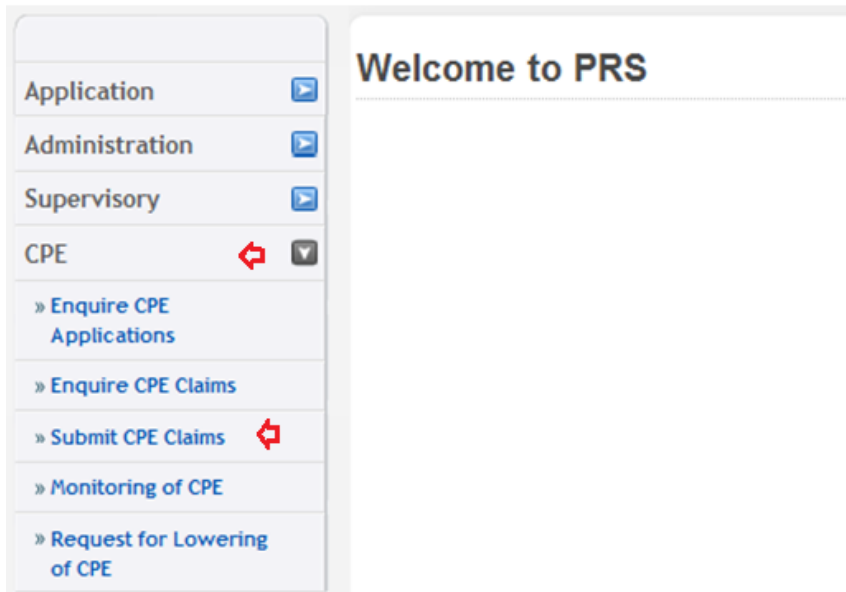 Application
Administration
Supervisory
CPE
» Enquire CPE
Applications
» Enquire CPE Claims
» Submit CPE Claims
» Monitoring of CPE
» Request for Lowering
of CPE
Welcome to PRS